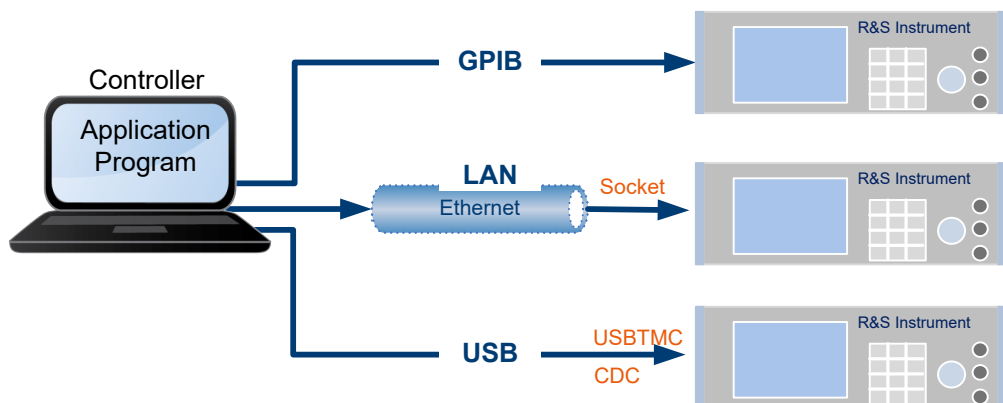 R&S Instrument
GPIB
Controller
Application
Program
LAN
Ethernet
Socket
R&S Instrument
USB
USBTMC
CDC
R&S Instrument